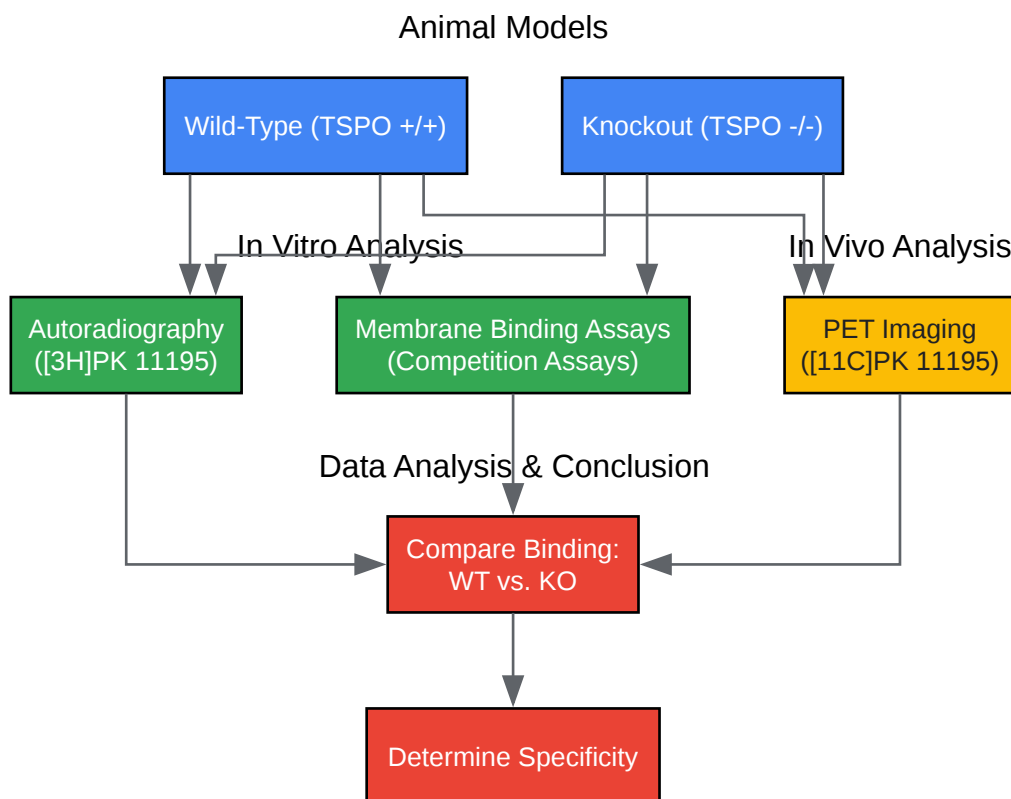 Animal Models
Wild-Type (TSPO +/+)
Knockout (TSPO -/-)
In Vitro Analysis
In Vivo Analysis
Autoradiography
([3H]PK 11195)
Membrane Binding Assays
(Competition Assays)
PET Imaging
([11C]PK 11195)
Data Analysis & Conclusion
Compare Binding:
WT vs. KO
Determine Specificity